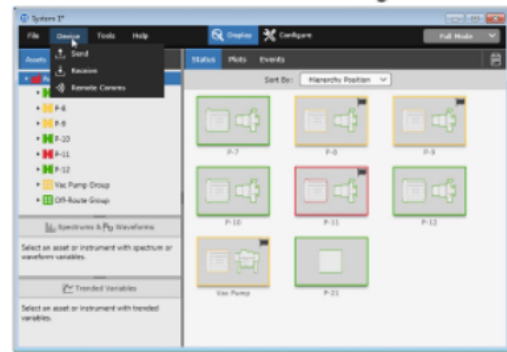 System 1*
File Device Tools Help Display Configure Full Mode
Assets Status Plots Events
Send
Receive
Remote Comms
Sort By: Hierarchy Position
P-8
P-9
P-10
P-11
P-12
Vac Pump Group
Off-Route Group
P-7 P-8 P-9
P-10 P-11 P-12
Vac Pump P-21
Spectrums & Waveforms
Select an asset or instrument with spectrum or
waveform variables.
Trended Variables
Select an asset or instrument with trended
variables.